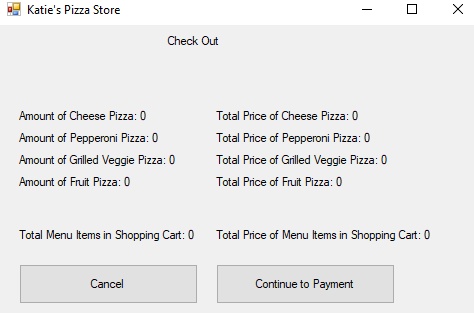 Katie's Pizza Store
Check Out
Amount of Cheese Pizza: 0
Total Price of Cheese Pizza: 0
Amount of Pepperoni Pizza: 0
Total Price of Pepperoni Pizza: 0
Amount of Grilled Veggie Pizza: 0
Total Price of Grilled Veggie Pizza: 0
Amount of Fruit Pizza: 0
Total Price of Fruit Pizza: 0
Total Menu Items in Shopping Cart: 0
Total Price of Menu Items in Shopping Cart: 0
Cancel
Continue to Payment